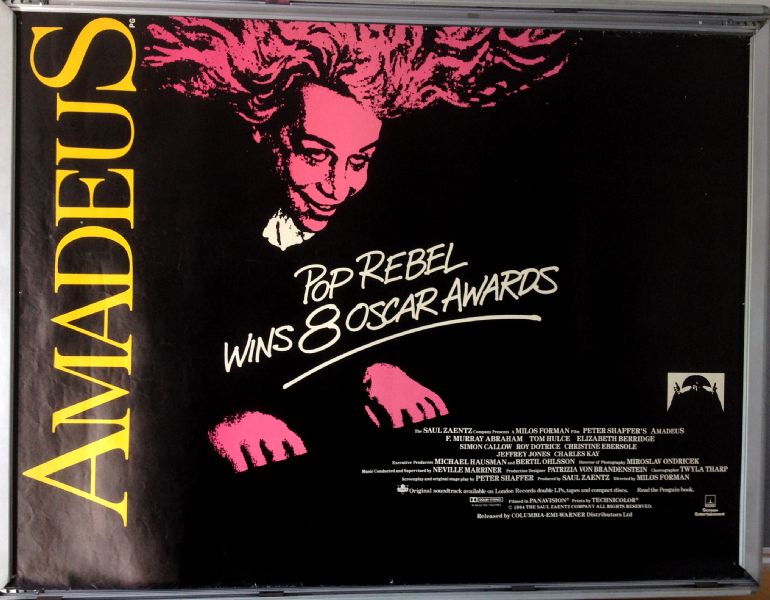 AMADEUS
PG
POP REBEL
WINS 8 OSCAR AWARDS
The SAUL ZAENTZ Company Presents A MILOS FORMAN Film PETER SHAFFER'S AMADEUS
F. MURRAY ABRAHAM TOM HULCE ELIZABETH BERRIDGE
SIMON CALLOW ROY DOTRICE CHRISTINE EBERSOLE
JEFFREY JONES CHARLES KAY
Executive Producers MICHAEL HAUSMAN and BERTIL OHLSSON Director of Photography MIROSLAV ONDRICEK
Music Conducted and Supervised by NEVILLE MARRINER Production Designer PATRIZIA VON BRANDENSTEIN Choreographer TWYLA THARP
Screenplay and original stage play by PETER SHAFFER Produced by SAUL ZAENTZ Directed by MILOS FORMAN
Original soundtrack available on London Records double LPs, tapes and compact discs. Read the Penguin book.
DOLBY STEREO
Filmed in PANAVISION® Prints by TECHNICOLOR®
© 1984 THE SAUL ZAENTZ COMPANY ALL RIGHTS RESERVED.
Released by COLUMBIA-EMI-WARNER Distributors Ltd
Screen
Entertainment